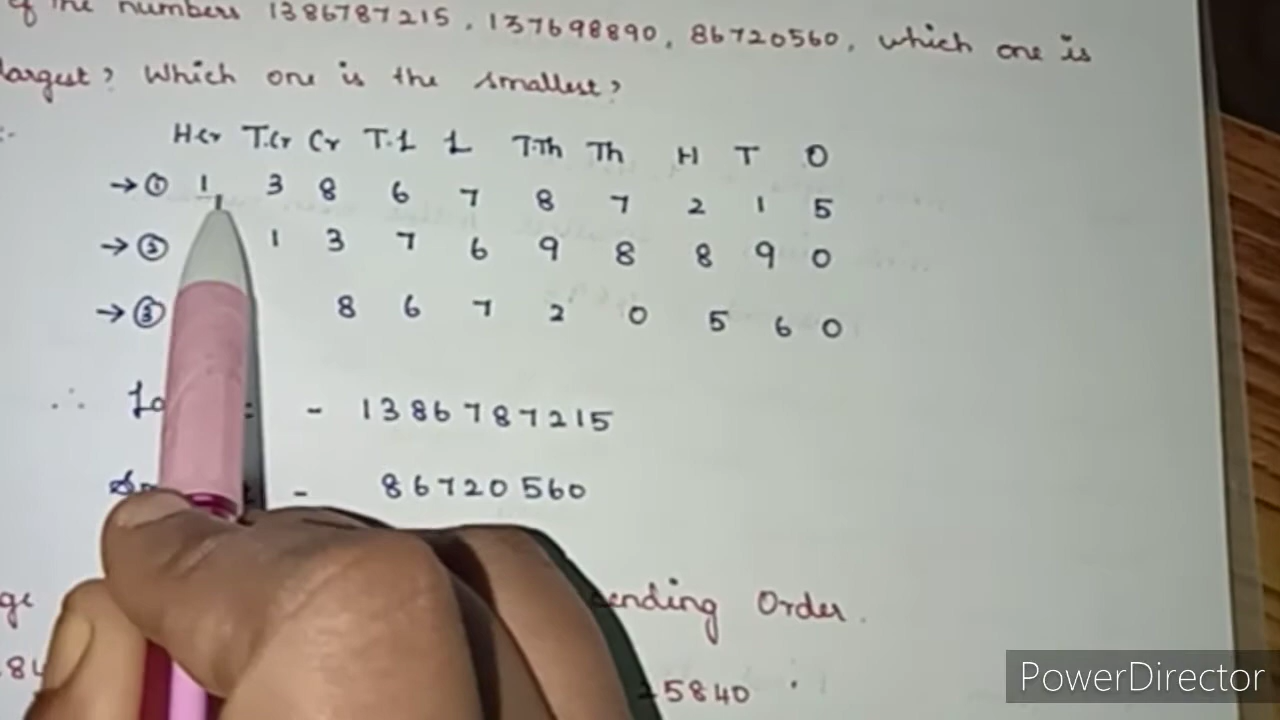 of the numbers 1386787215, 137698890, 86720560, which one is
largest? Which one is the smallest?
H.Cr T.Cr Cr T.L L T.Th Th H T O
→ ① 1 3 8 6 7 8 7 2 1 5
→ ② 1 3 7 6 9 8 8 9 0
→ ③ 8 6 7 2 0 5 6 0
∴ - 1386787215
- 86720560
Order.
25840
PowerDirector